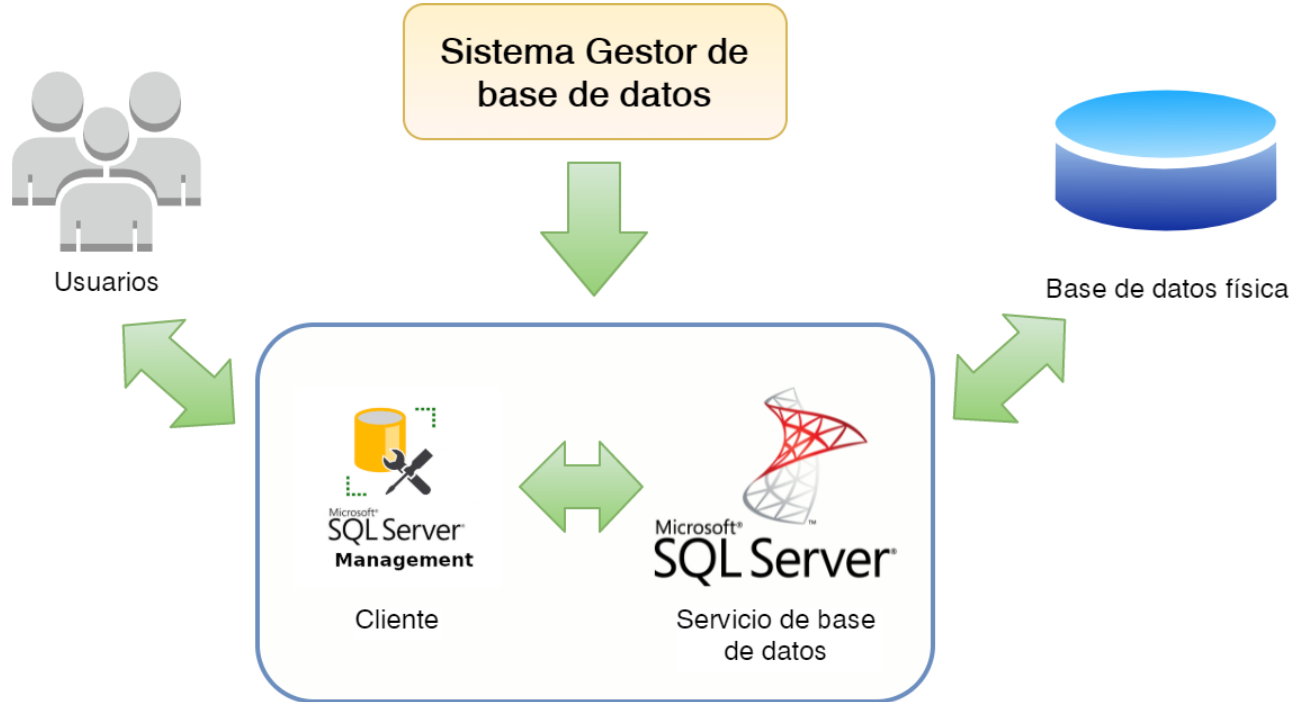 Sistema Gestor de
base de datos
Usuarios
Base de datos física
Microsoft®
SQL Server®
Management
Cliente
Microsoft®
SQL Server®
™
Servicio de base
de datos